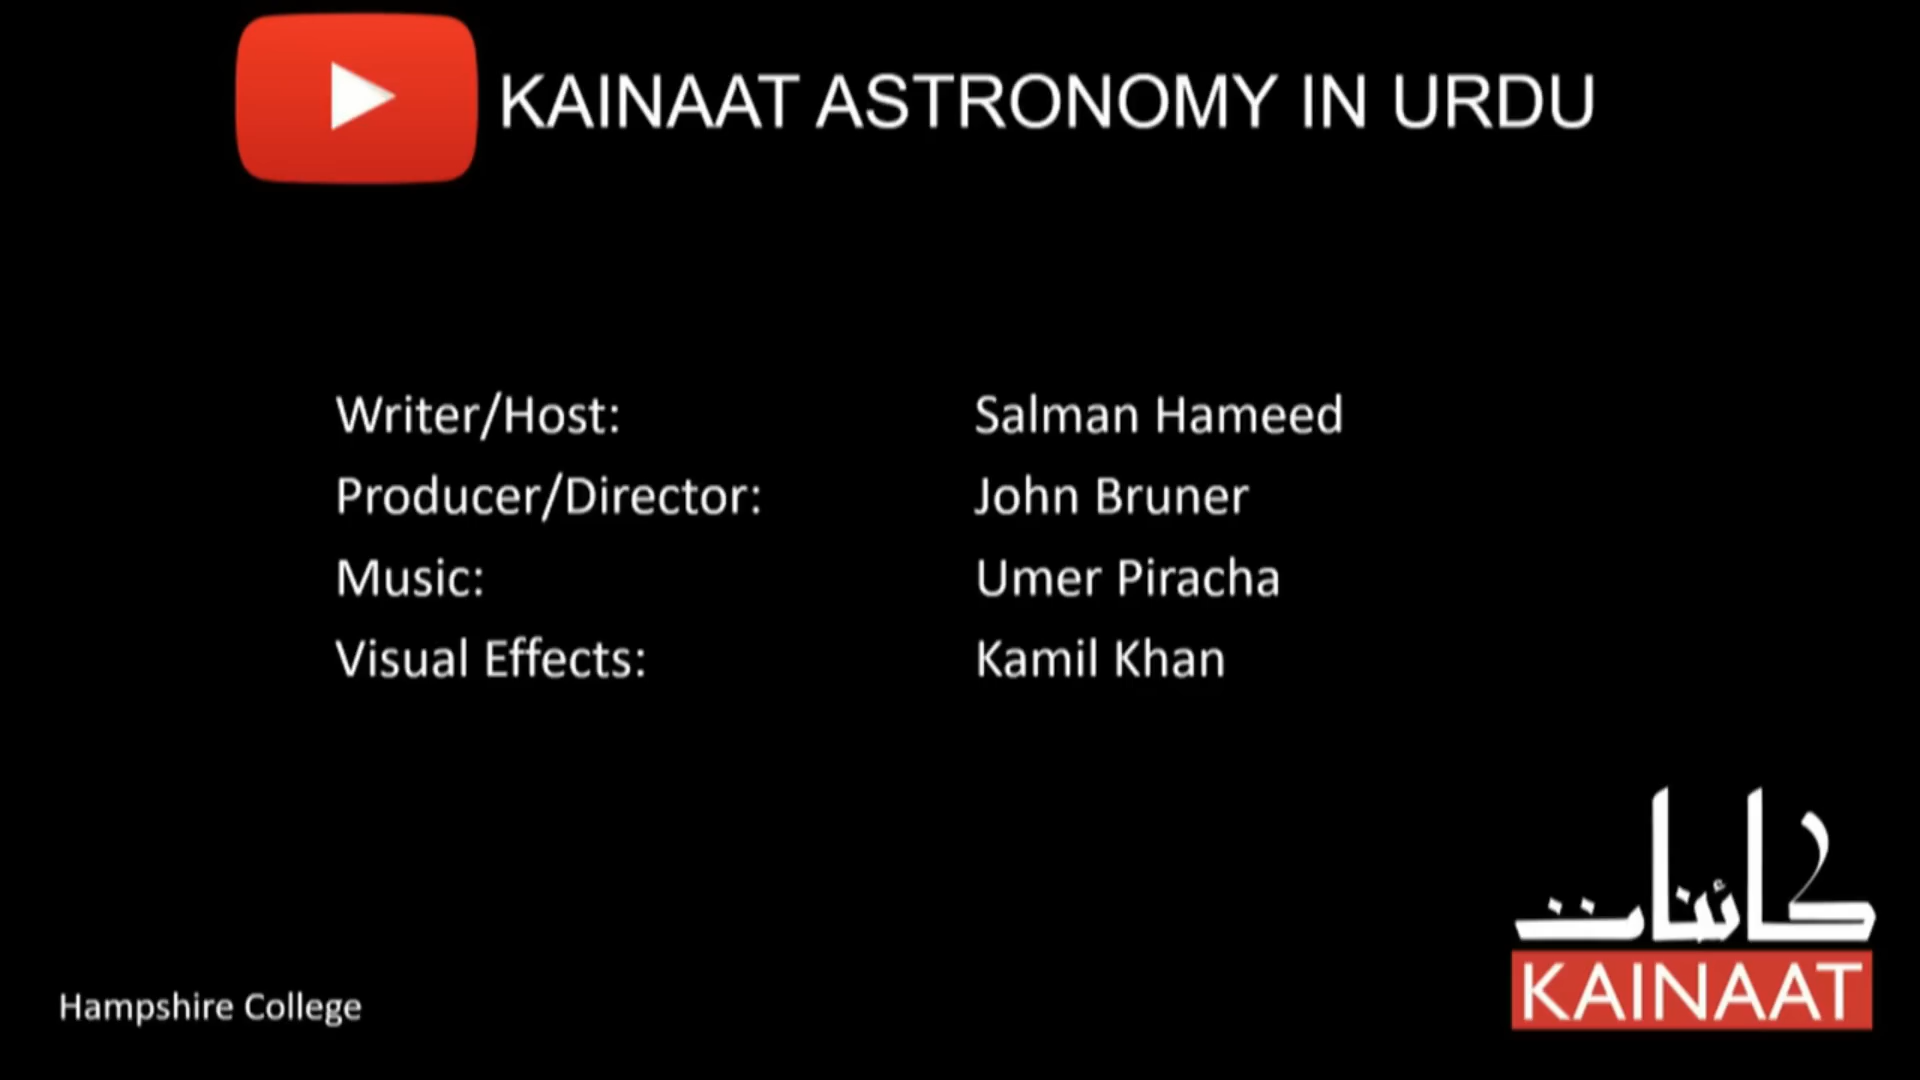 KAINAAT ASTRONOMY IN URDU
Writer/Host: Salman Hameed
Producer/Director: John Bruner
Music: Umer Piracha
Visual Effects: Kamil Khan
كائنات
KAINAAT
Hampshire College